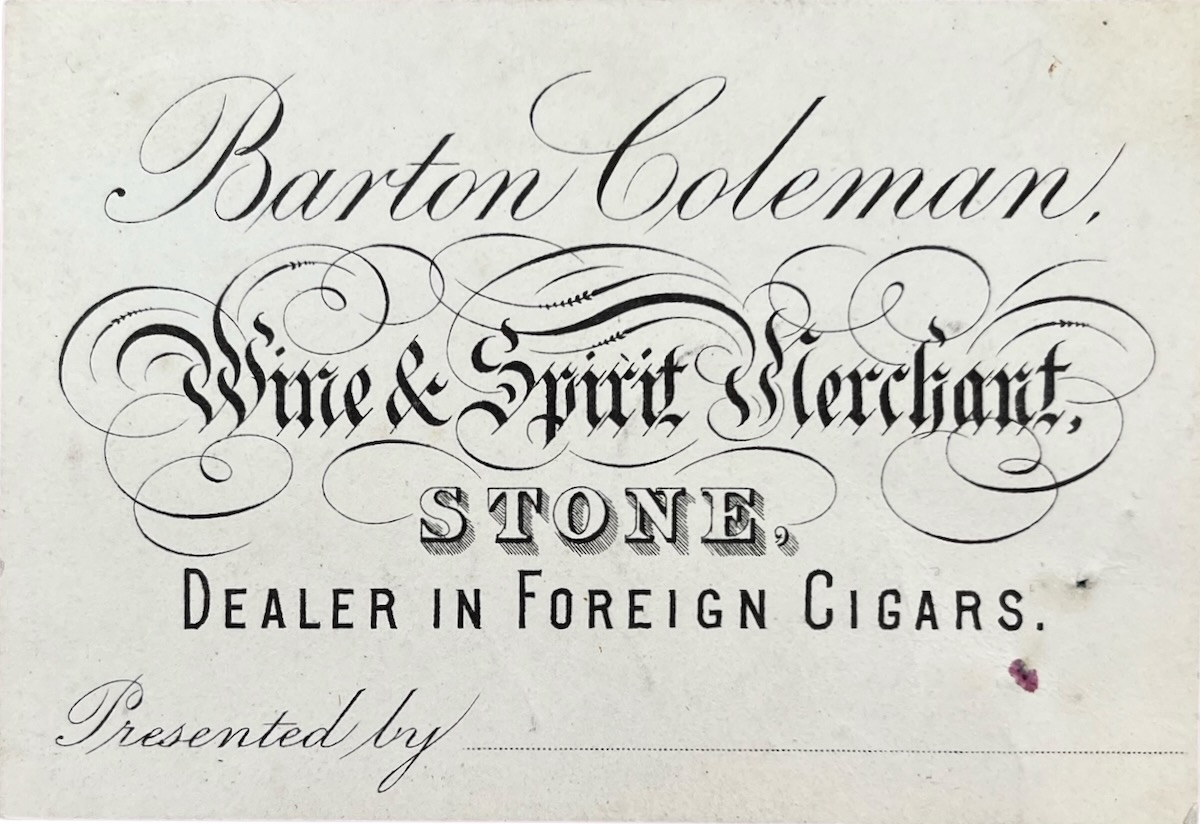 Barton Coleman,
Wine & Spirit Merchant,
STONE,
DEALER IN FOREIGN CIGARS.
Presented by